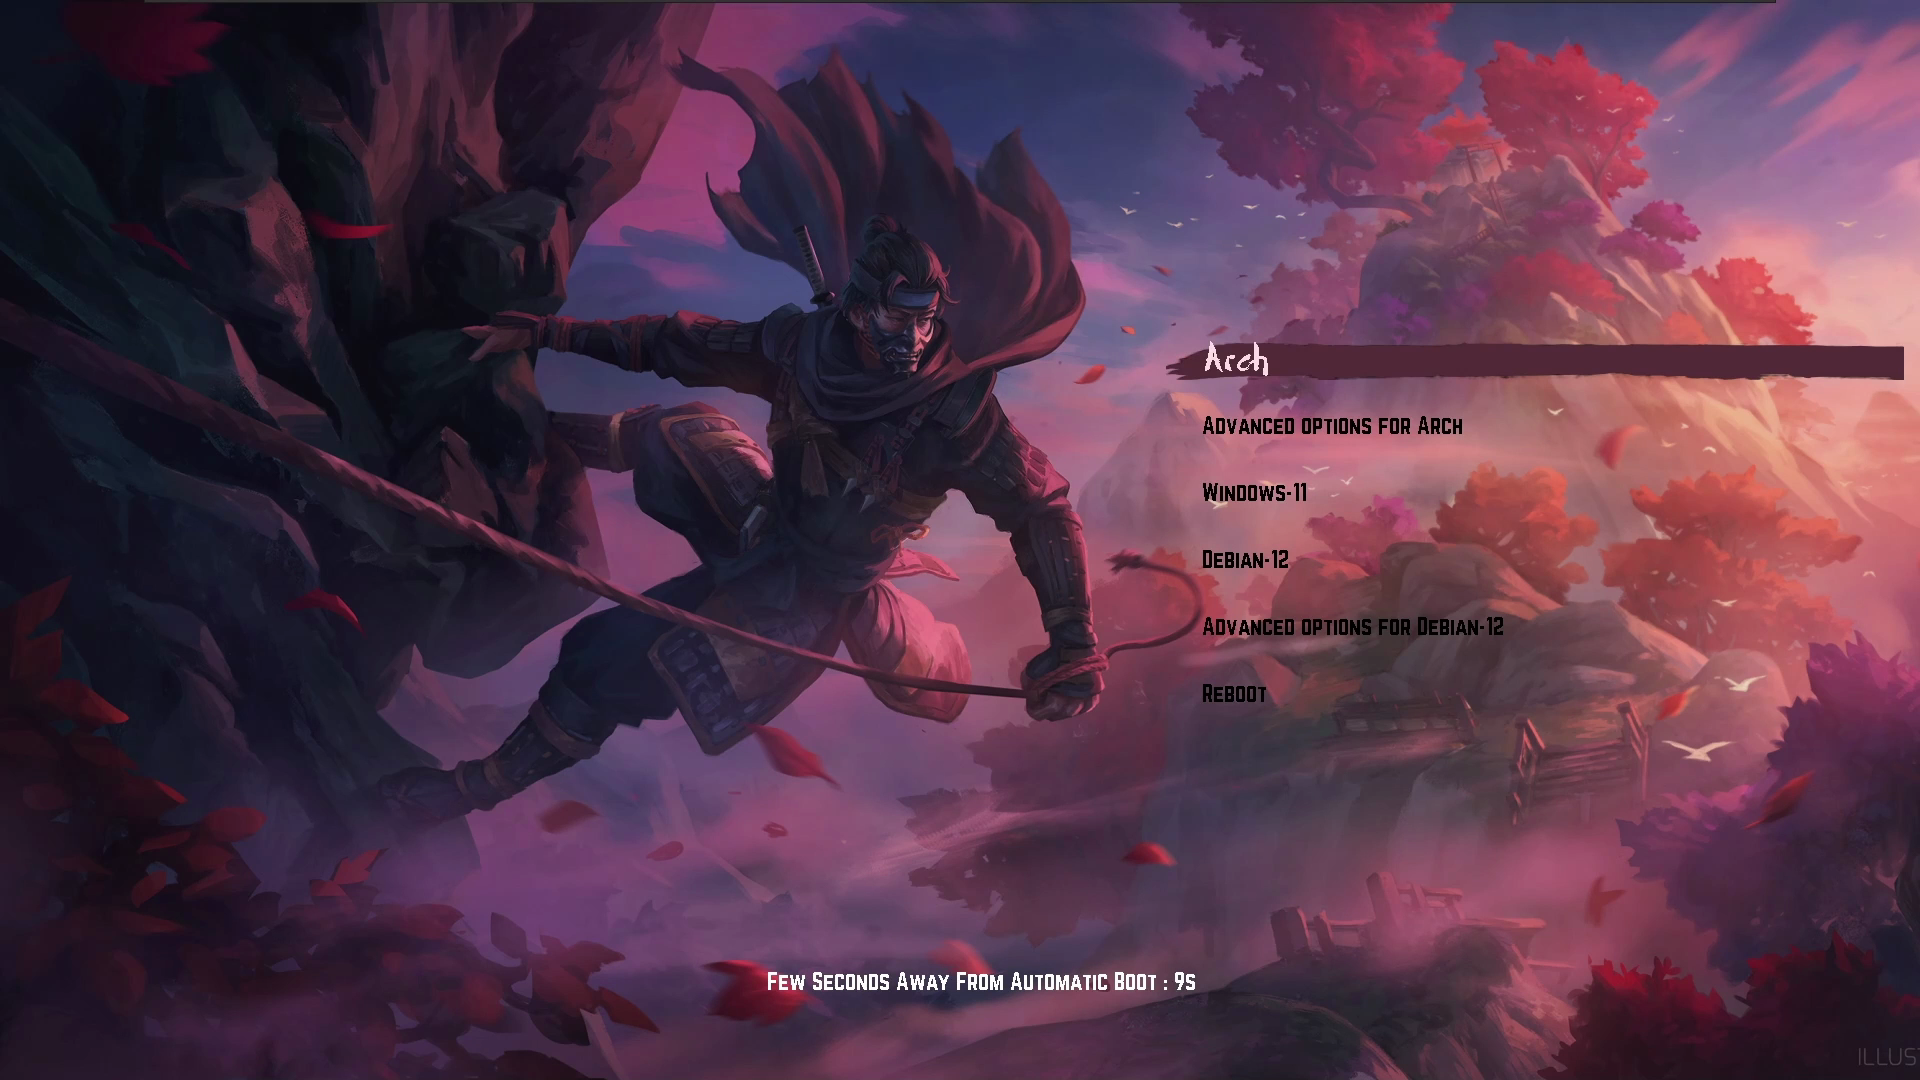 Arch
Advanced options for Arch
Windows-11
Debian-12
Advanced options for Debian-12
Reboot
Few Seconds Away From Automatic Boot : 9s